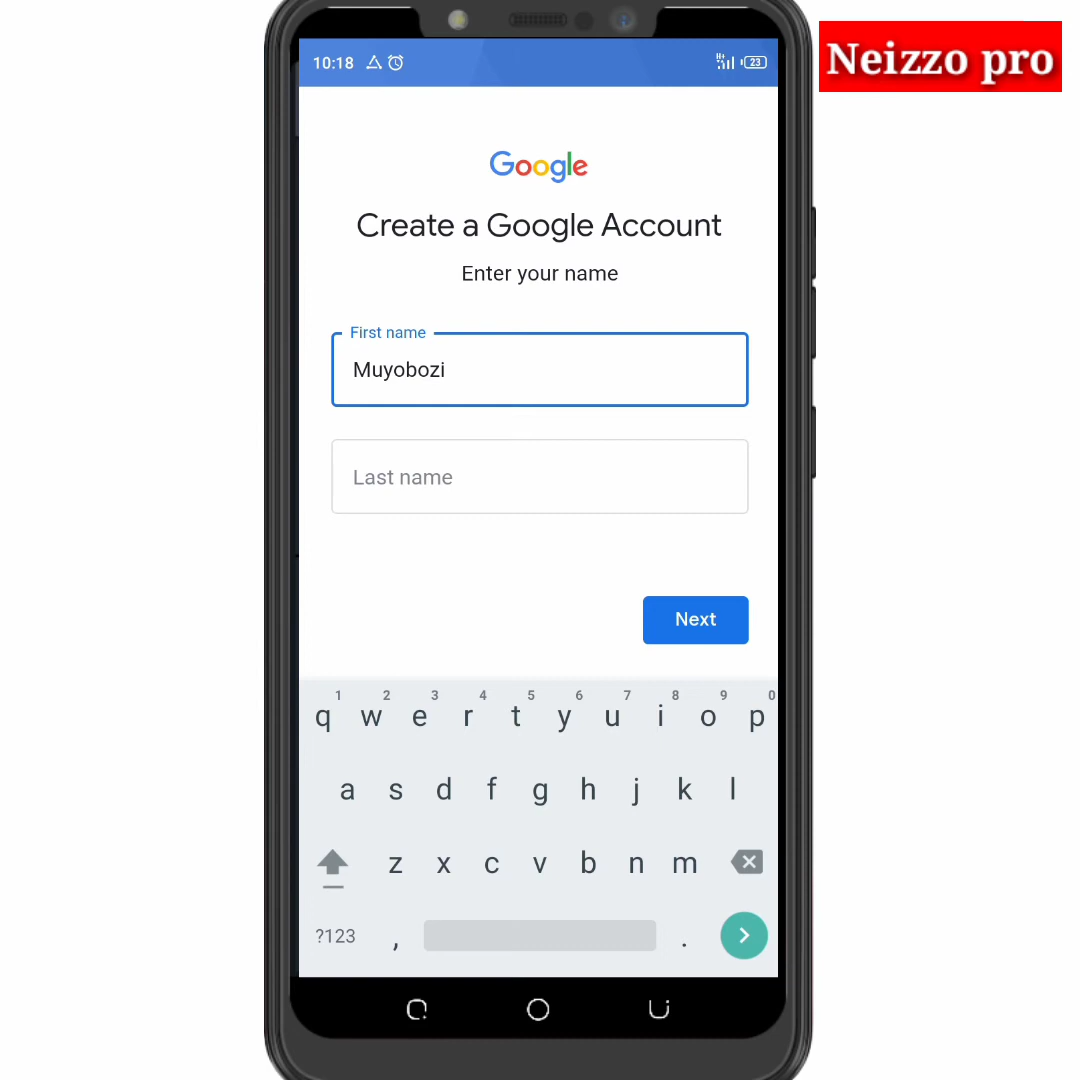 Neizzo pro
10:18
23
Google
Create a Google Account
Enter your name
First name
Muyobozi
Last name
Next
1 2 3 4 5 6 7 8 9 0
q w e r t y u i o p
a s d f g h j k l
z x c v b n m
?123 , .